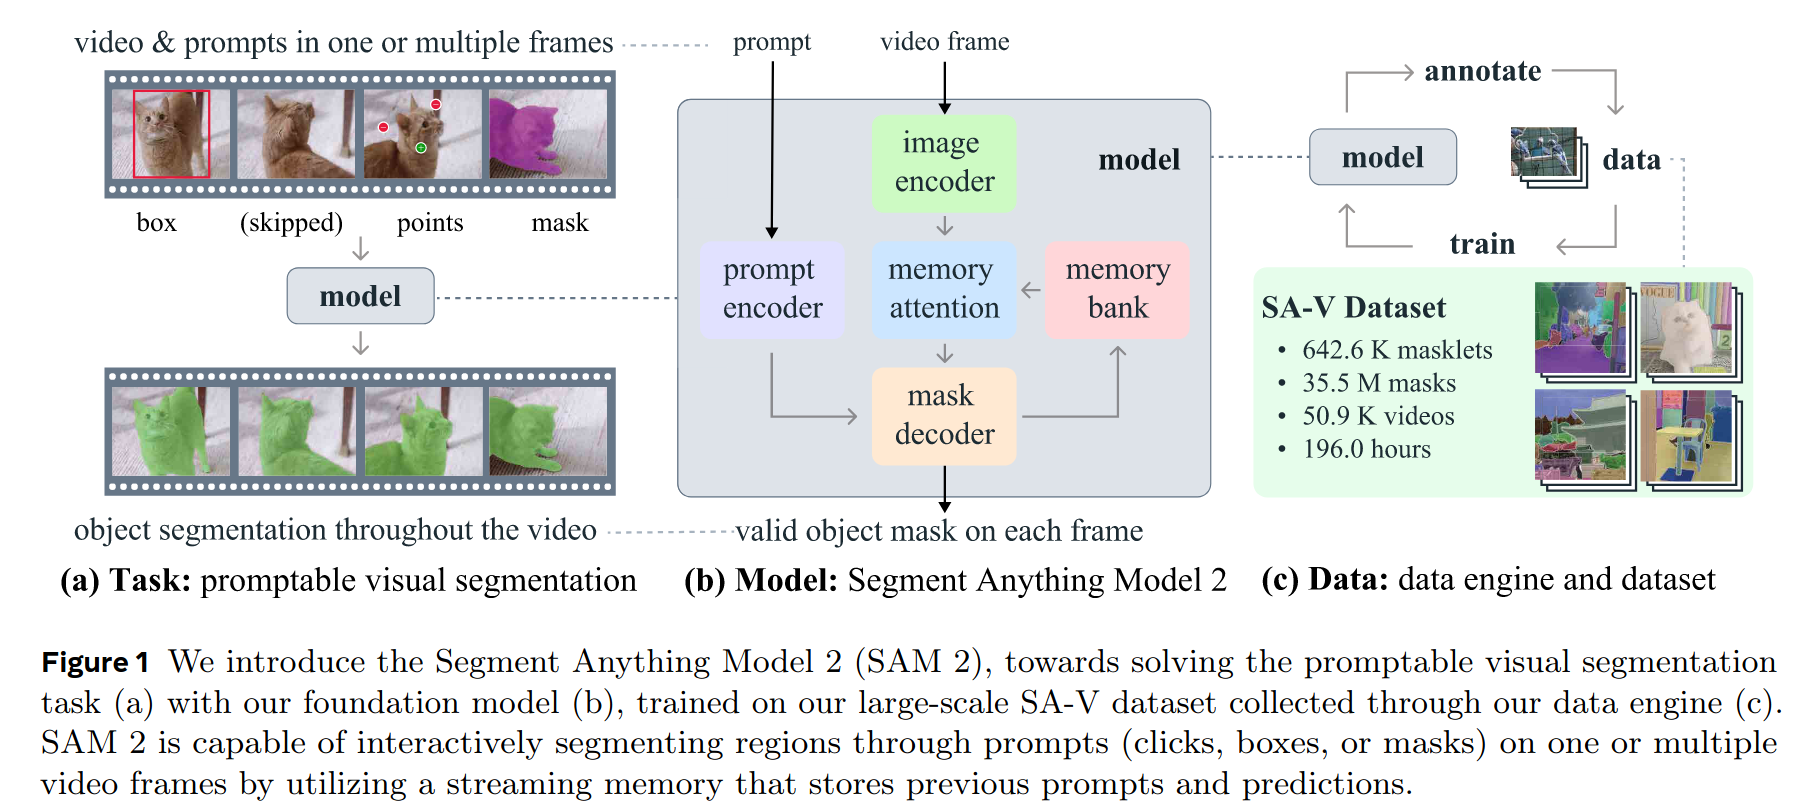 video & prompts in one or multiple frames
box
(skipped)
points
mask
model
object segmentation throughout the video
(a) Task: promptable visual segmentation
prompt
video frame
image
encoder
model
prompt
encoder
memory
attention
memory
bank
mask
decoder
valid object mask on each frame
(b) Model: Segment Anything Model 2
annotate
model
data
train
SA-V Dataset
• 642.6 K masklets
• 35.5 M masks
• 50.9 K videos
• 196.0 hours
VOGUE
2
(c) Data: data engine and dataset
Figure 1 We introduce the Segment Anything Model 2 (SAM 2), towards solving the promptable visual segmentation
task (a) with our foundation model (b), trained on our large-scale SA-V dataset collected through our data engine (c).
SAM 2 is capable of interactively segmenting regions through prompts (clicks, boxes, or masks) on one or multiple
video frames by utilizing a streaming memory that stores previous prompts and predictions.